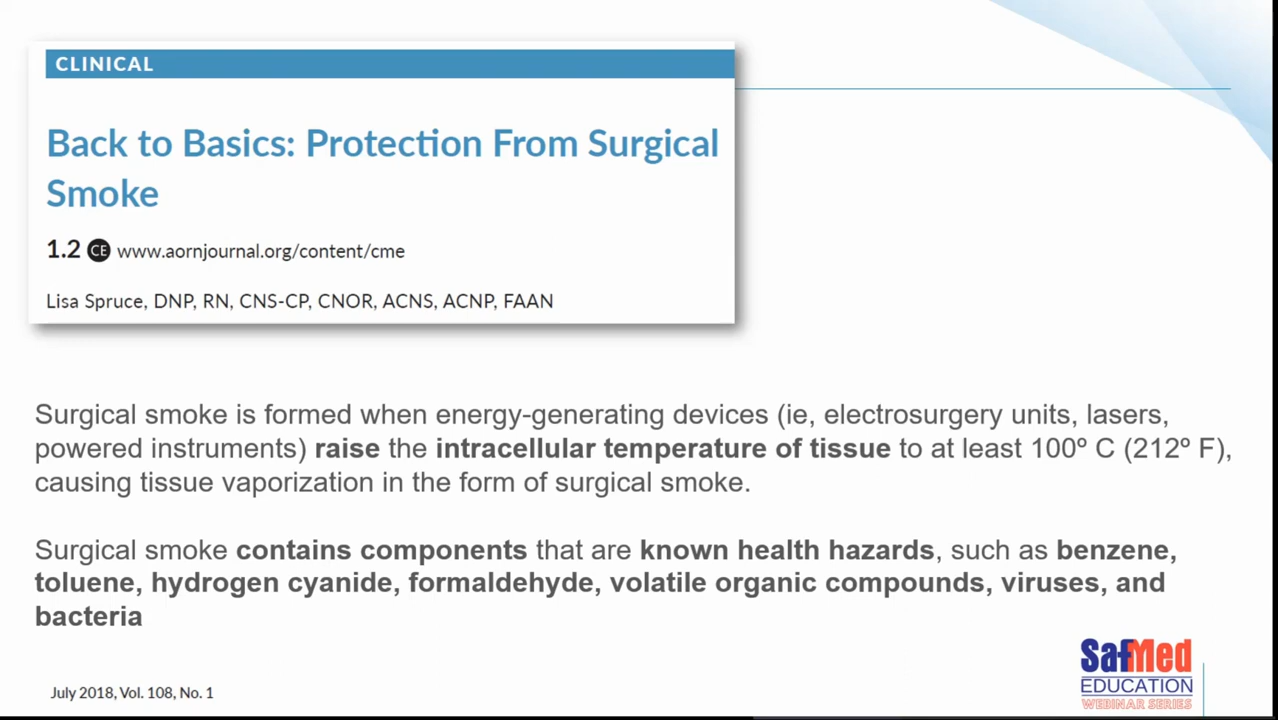 CLINICAL
Back to Basics: Protection From Surgical
Smoke
1.2 CE www.aornjournal.org/content/cme
Lisa Spruce, DNP, RN, CNS-CP, CNOR, ACNS, ACNP, FAAN
Surgical smoke is formed when energy-generating devices (ie, electrosurgery units, lasers,
powered instruments) raise the intracellular temperature of tissue to at least 100º C (212º F),
causing tissue vaporization in the form of surgical smoke.
Surgical smoke contains components that are known health hazards, such as benzene,
toluene, hydrogen cyanide, formaldehyde, volatile organic compounds, viruses, and
bacteria
July 2018, Vol. 108, No. 1
SafMed
EDUCATION
WEBINAR SERIES